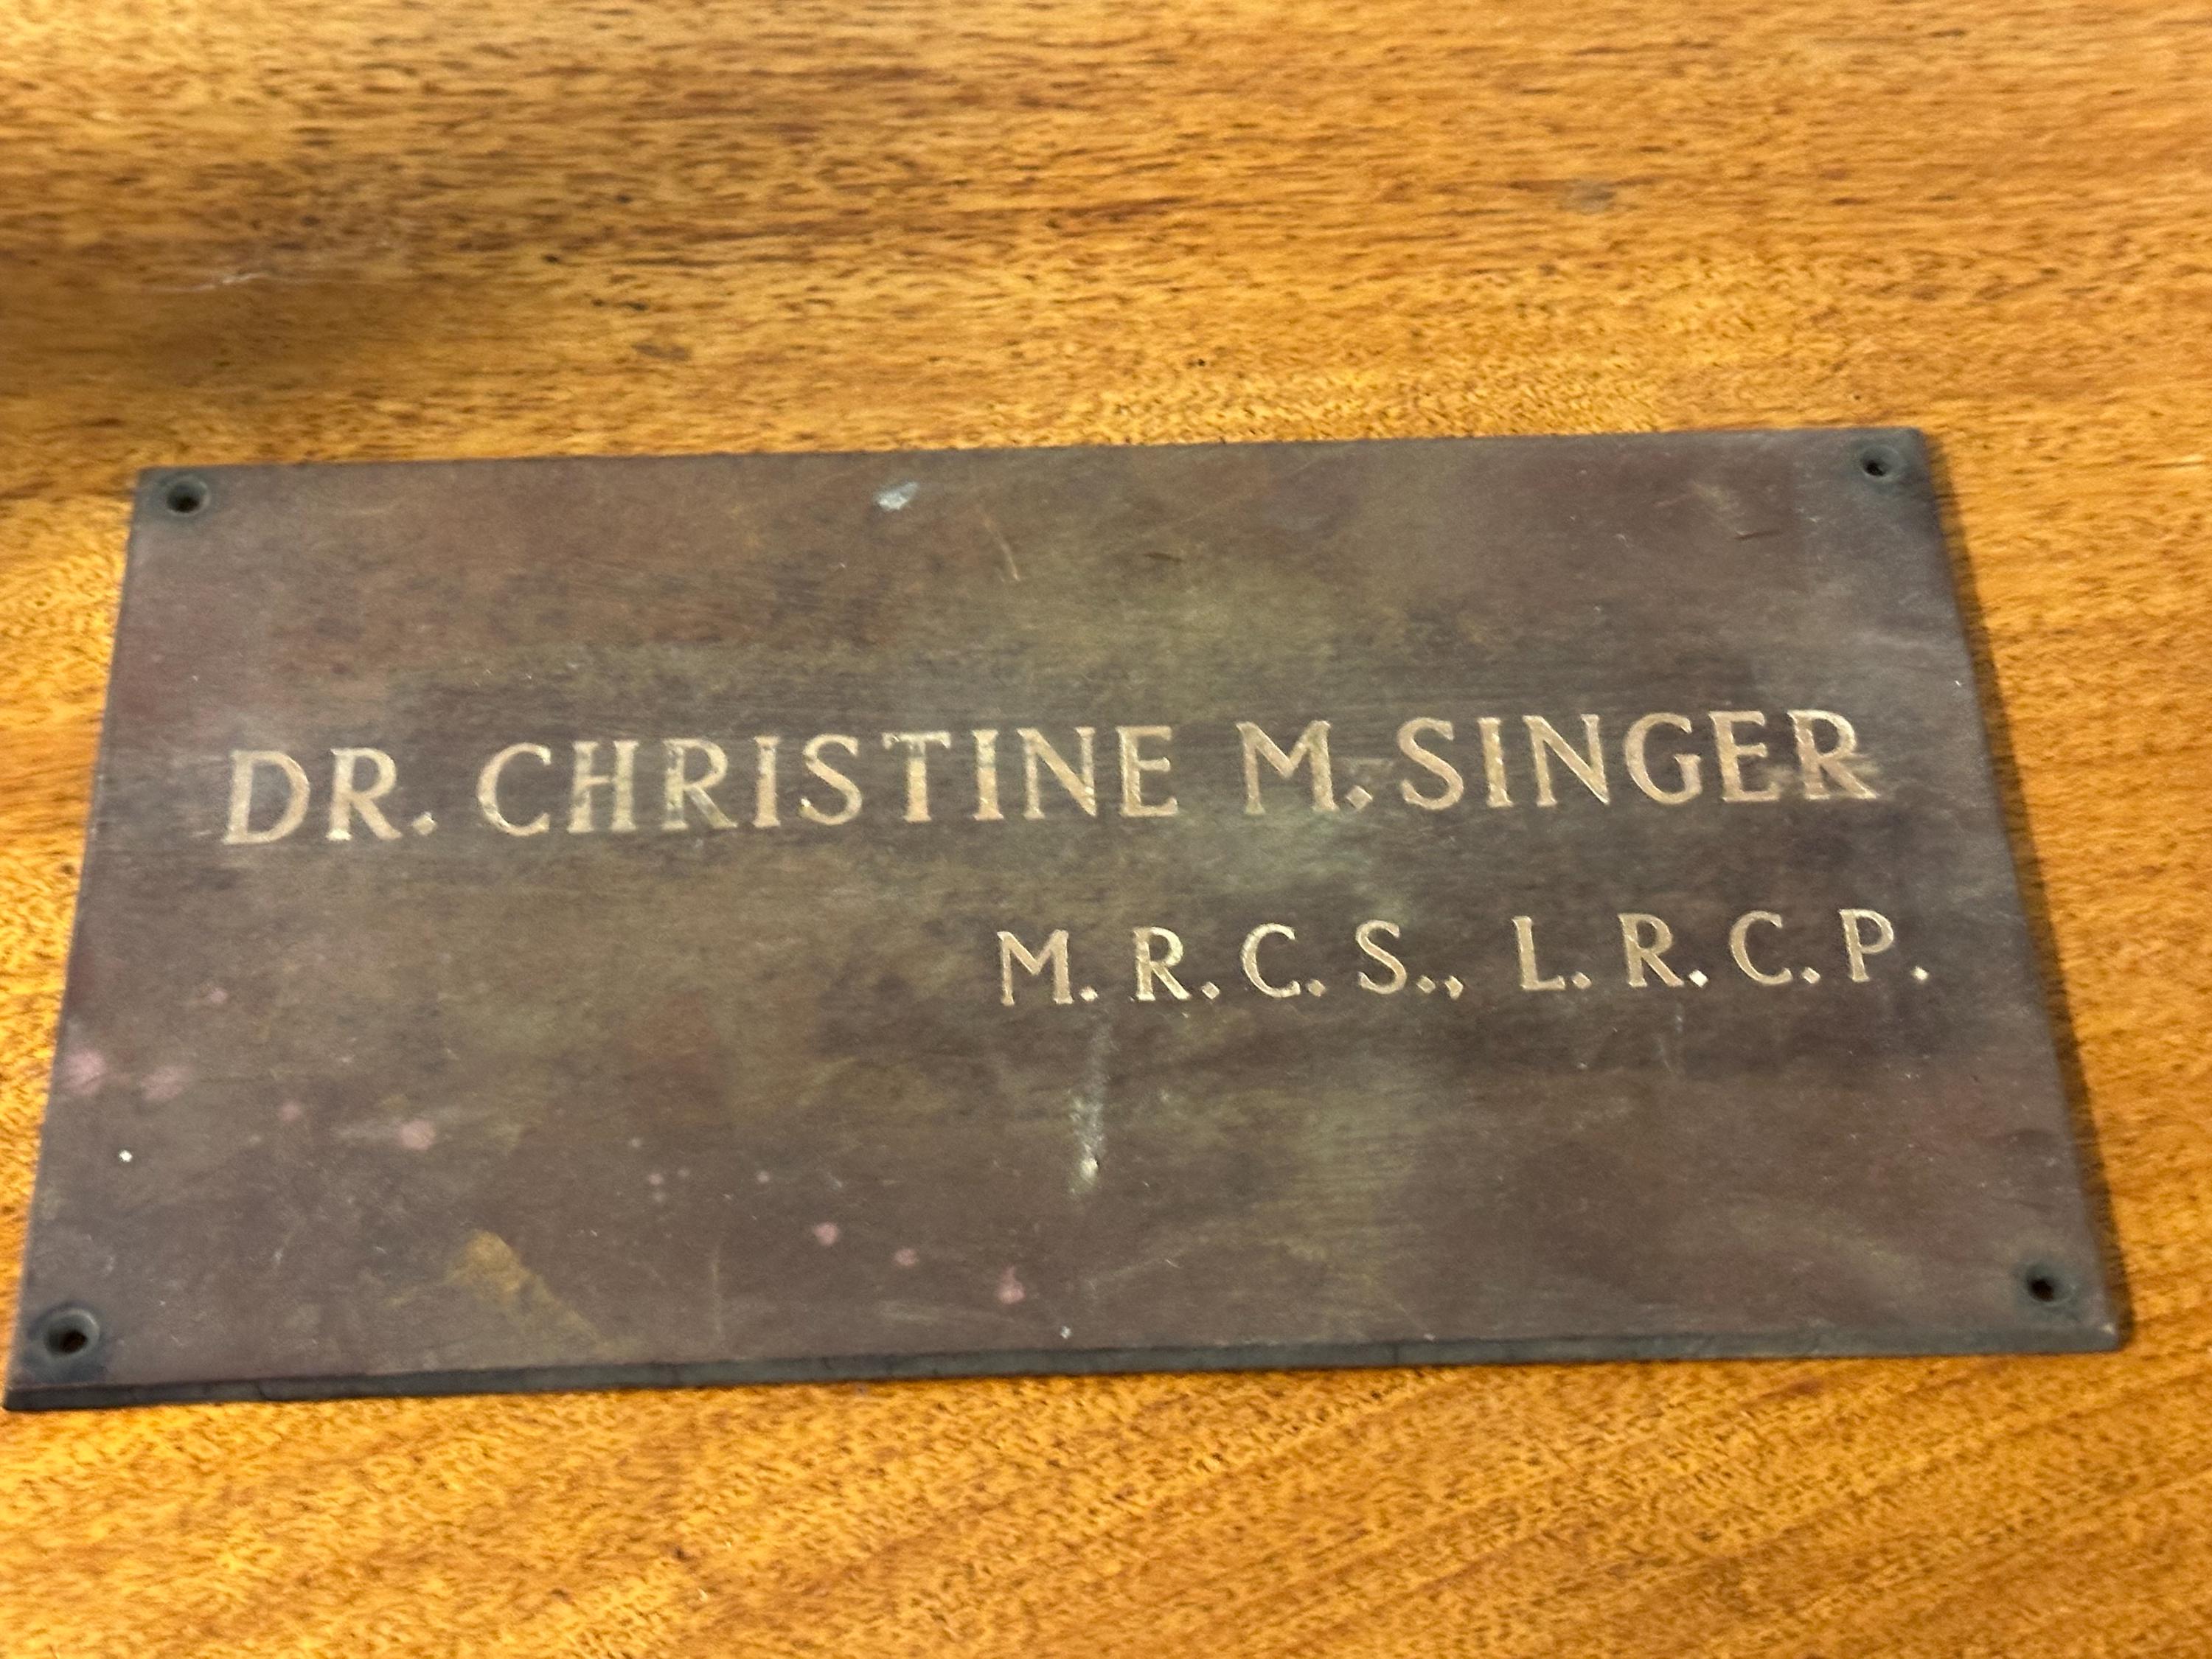 DR. CHRISTINE M. SINGER
M. R. C. S., L. R. C. P.